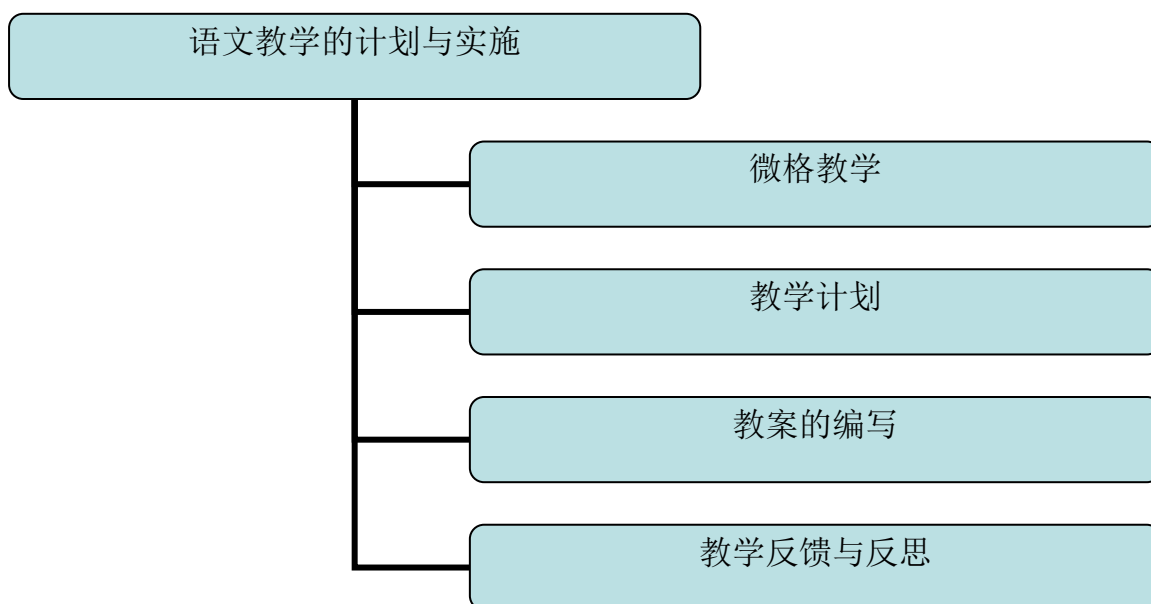 语文教学的计划与实施
微格教学
教学计划
教案的编写
教学反馈与反思